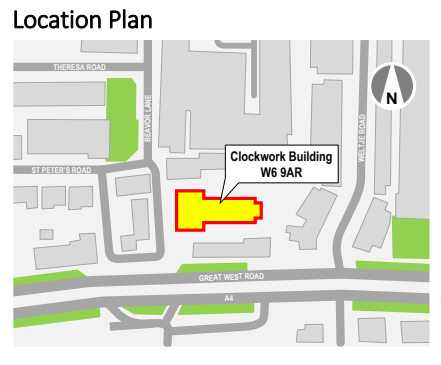 Location Plan
THERESA ROAD
BEAVOR LANE
N
WELTJE ROAD
Clockwork Building
W6 9AR
ST PETER'S ROAD
GREAT WEST ROAD
A4